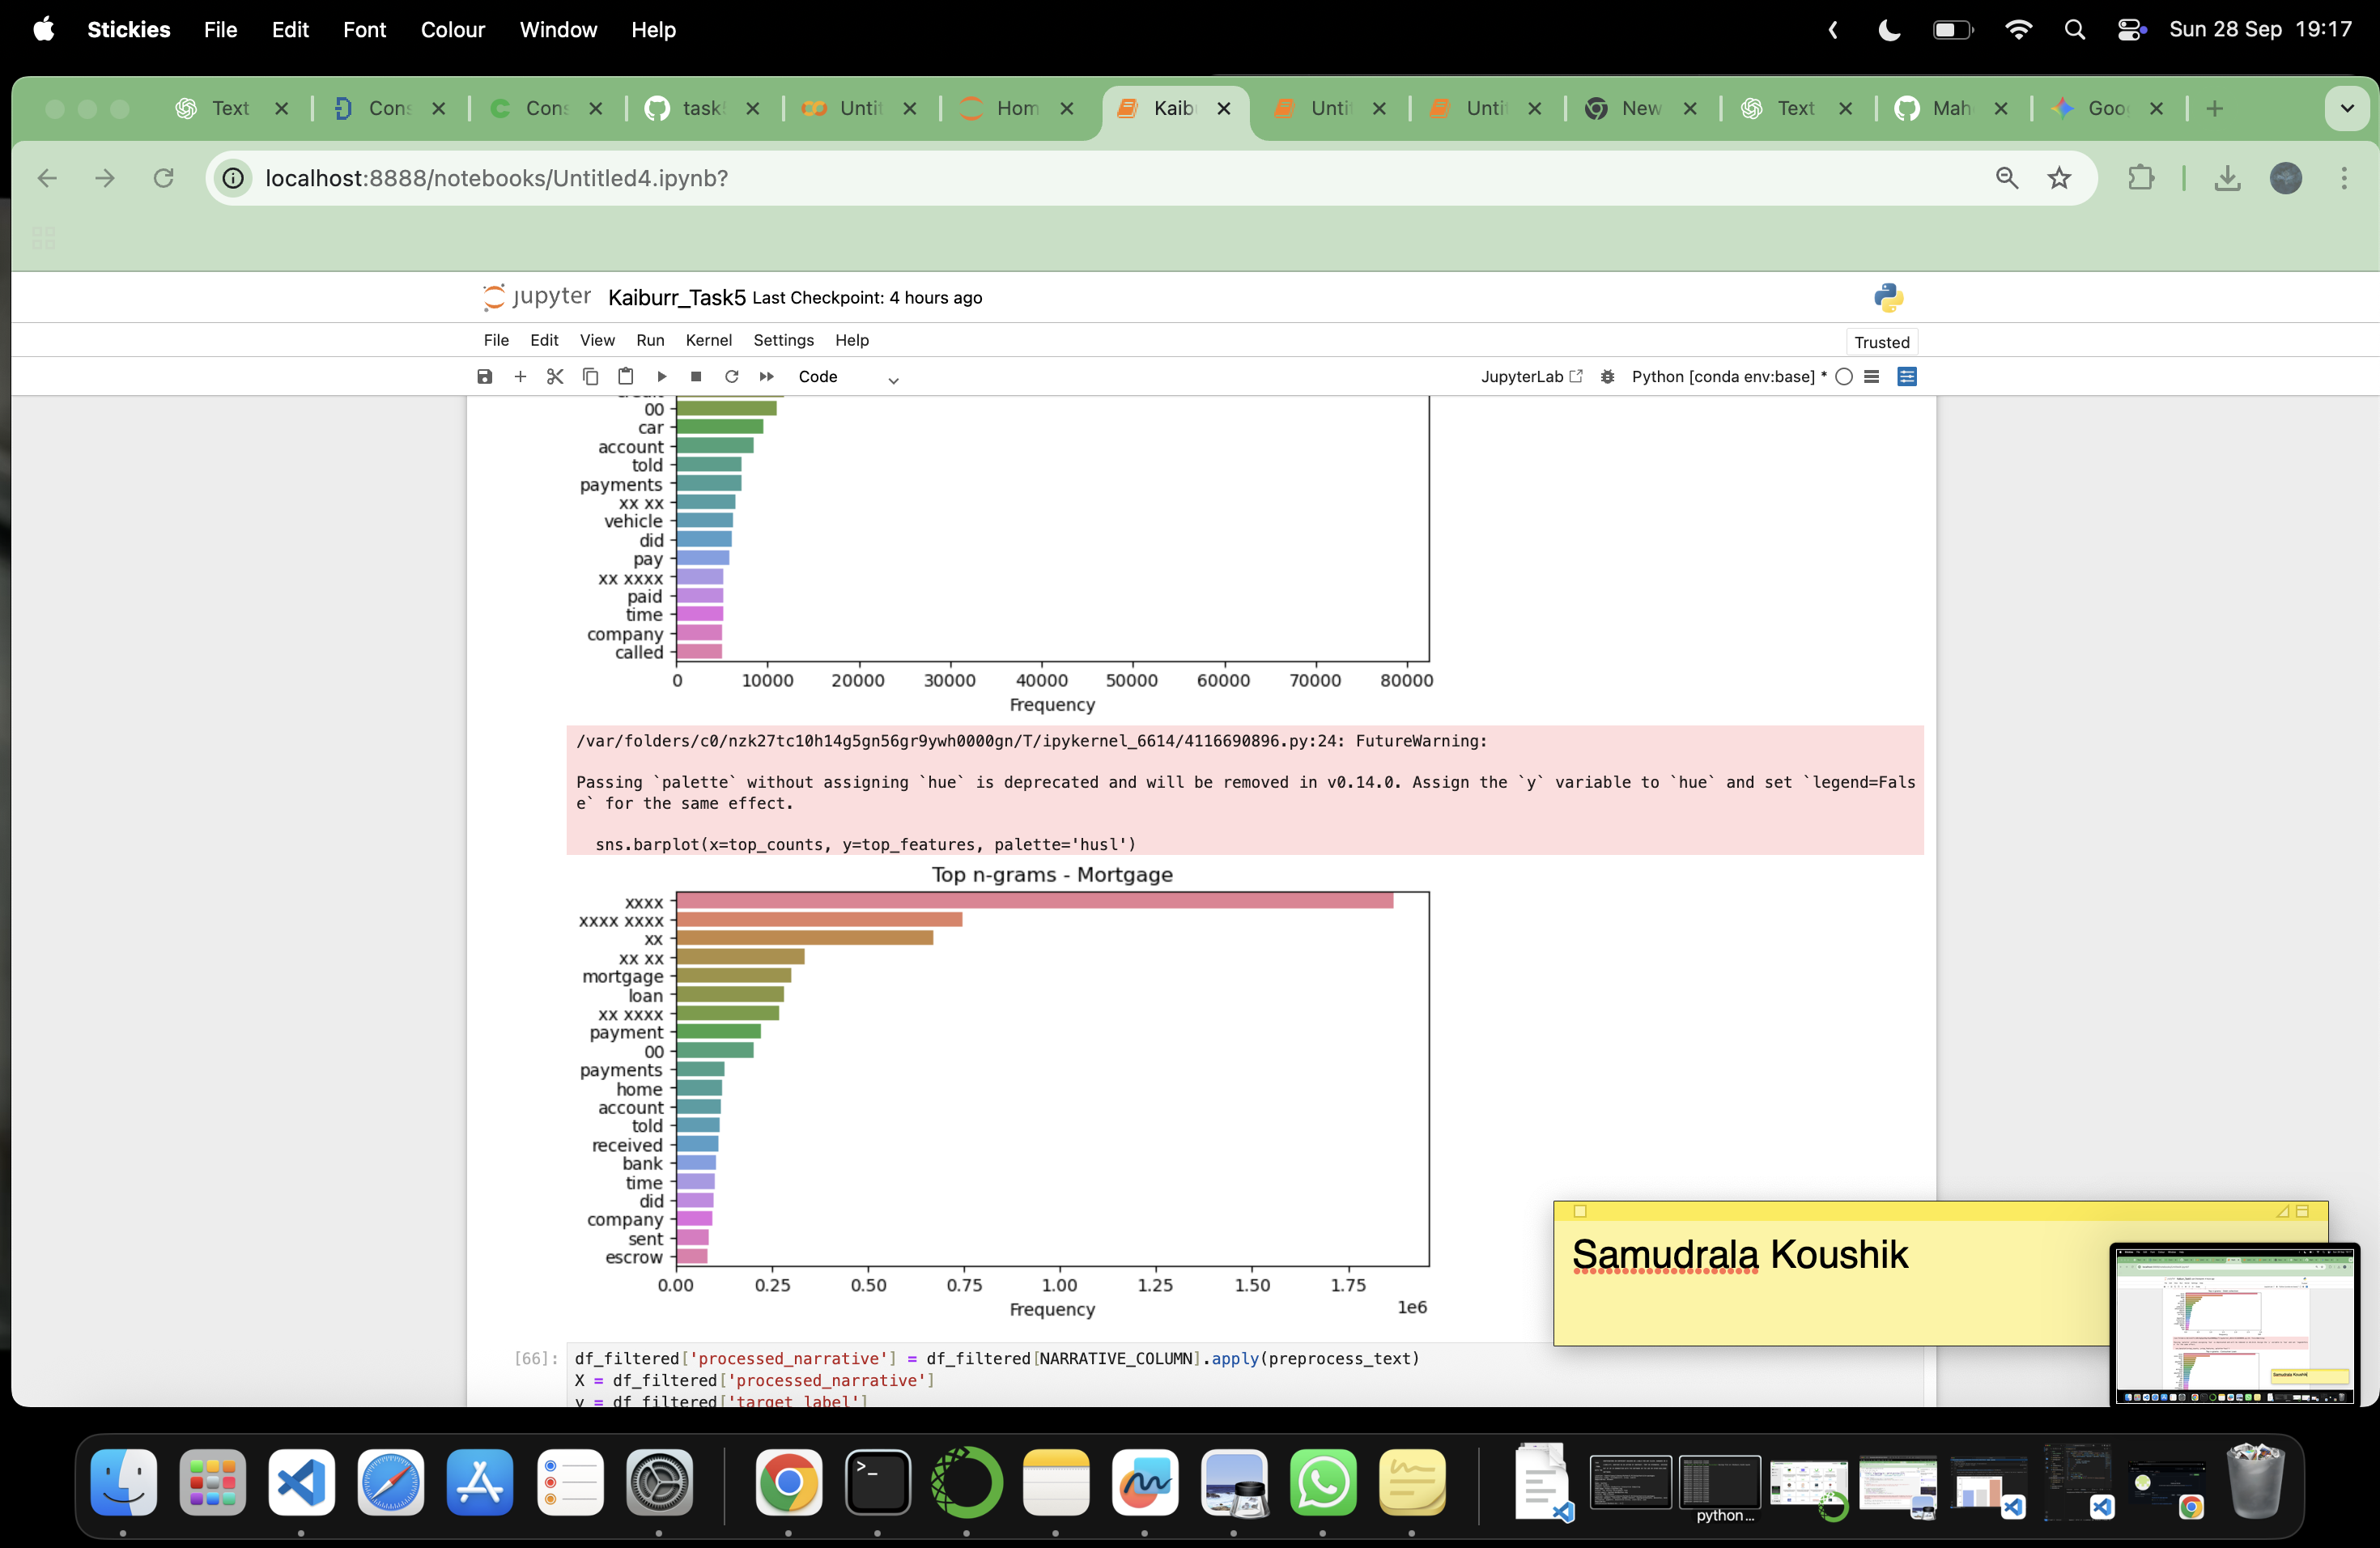 Stickies File Edit Font Colour Window Help Sun 28 Sep 19:17
Text Cons Cons task Untit Hom Kaib Untit Untit New Text Mah Goo
localhost:8888/notebooks/Untitled4.ipynb?
jupyter Kaiburr_Task5 Last Checkpoint: 4 hours ago
File Edit View Run Kernel Settings Help Trusted
Code JupyterLab Python [conda env:base] *
00
car
account
told
payments
xx xx
vehicle
did
pay
xx xxxx
paid
time
company
called
0 10000 20000 30000 40000 50000 60000 70000 80000
Frequency
/var/folders/c0/nzk27tc10h14g5gn56gr9ywh0000gn/T/ipykernel_6614/4116690896.py:24: FutureWarning:
Passing `palette` without assigning `hue` is deprecated and will be removed in v0.14.0. Assign the `y` variable to `hue` and set `legend=Fals
e` for the same effect.
sns.barplot(x=top_counts, y=top_features, palette='husl')
Top n-grams - Mortgage
xxxx
xxxx xxxx
xx
xx xx
mortgage
loan
xx xxxx
payment
00
payments
home
account
told
received
bank
time
did
company
sent
escrow
0.00 0.25 0.50 0.75 1.00 1.25 1.50 1.75
1e6
Frequency
Samudrala Koushik
[66]: df_filtered['processed_narrative'] = df_filtered[NARRATIVE_COLUMN].apply(preprocess_text)
X = df_filtered['processed_narrative']
y = df_filtered['target_label']
python...